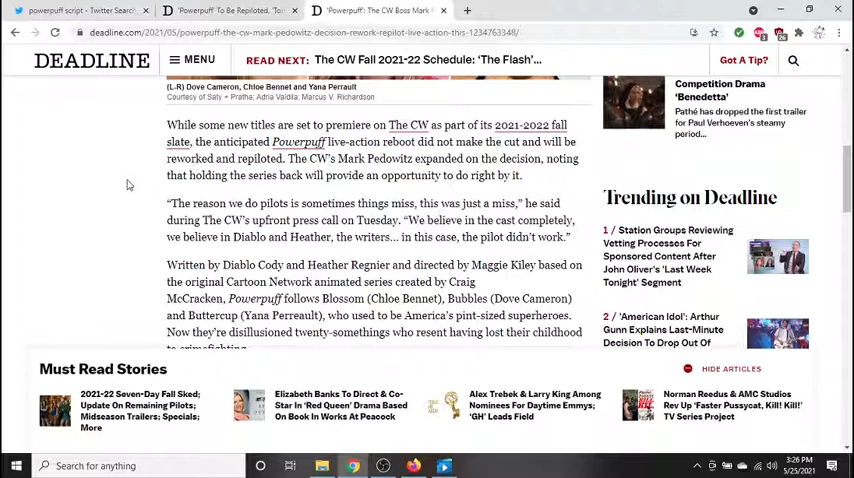 powerpuff script - Twitter Search
'Powerpuff' To Be Repiloted, 'Tom
'Powerpuff': The CW Boss Mark P
deadline.com/2021/05/powerpuff-the-cw-mark-pedowitz-decision-rework-repilot-live-action-this-1234763348/
DEADLINE
MENU
READ NEXT: The CW Fall 2021-22 Schedule: 'The Flash'...
Got A Tip?
(L-R) Dove Cameron, Chloe Bennet and Yana Perrault
Courtesy of Saty + Pratha; Adria Vaidila; Marcus V. Richardson
While some new titles are set to premiere on The CW as part of its 2021-2022 fall
slate, the anticipated Powerpuff live-action reboot did not make the cut and will be
reworked and repiloted. The CW's Mark Pedowitz expanded on the decision, noting
that holding the series back will provide an opportunity to do right by it.
"The reason we do pilots is sometimes things miss, this was just a miss," he said
during The CW's upfront press call on Tuesday. "We believe in the cast completely,
we believe in Diablo and Heather, the writers... in this case, the pilot didn't work."
Written by Diablo Cody and Heather Regnier and directed by Maggie Kiley based on
the original Cartoon Network animated series created by Craig
McCracken, Powerpuff follows Blossom (Chloe Bennet), Bubbles (Dove Cameron)
and Buttercup (Yana Perreault), who used to be America's pint-sized superheroes.
Now they're disillusioned twenty-somethings who resent having lost their childhood
to crimefighting.
Competition Drama
'Benedetta'
Pathé has dropped the first trailer
for Paul Verhoeven's steamy
period...
Trending on Deadline
1 / Station Groups Reviewing
Vetting Processes For
Sponsored Content After
John Oliver's 'Last Week
Tonight' Segment
2 / 'American Idol': Arthur
Gunn Explains Last-Minute
Decision To Drop Out Of
Must Read Stories
HIDE ARTICLES
2021-22 Seven-Day Fall Sked;
Update On Remaining Pilots;
Midseason Trailers; Specials;
More
Elizabeth Banks To Direct & Co-
Star In 'Red Queen' Drama Based
On Book In Works At Peacock
Alex Trebek & Larry King Among
Nominees For Daytime Emmys;
'GH' Leads Field
Norman Reedus & AMC Studios
Rev Up 'Faster Pussycat, Kill! Kill!'
TV Series Project
Search for anything
3:26 PM
5/25/2021